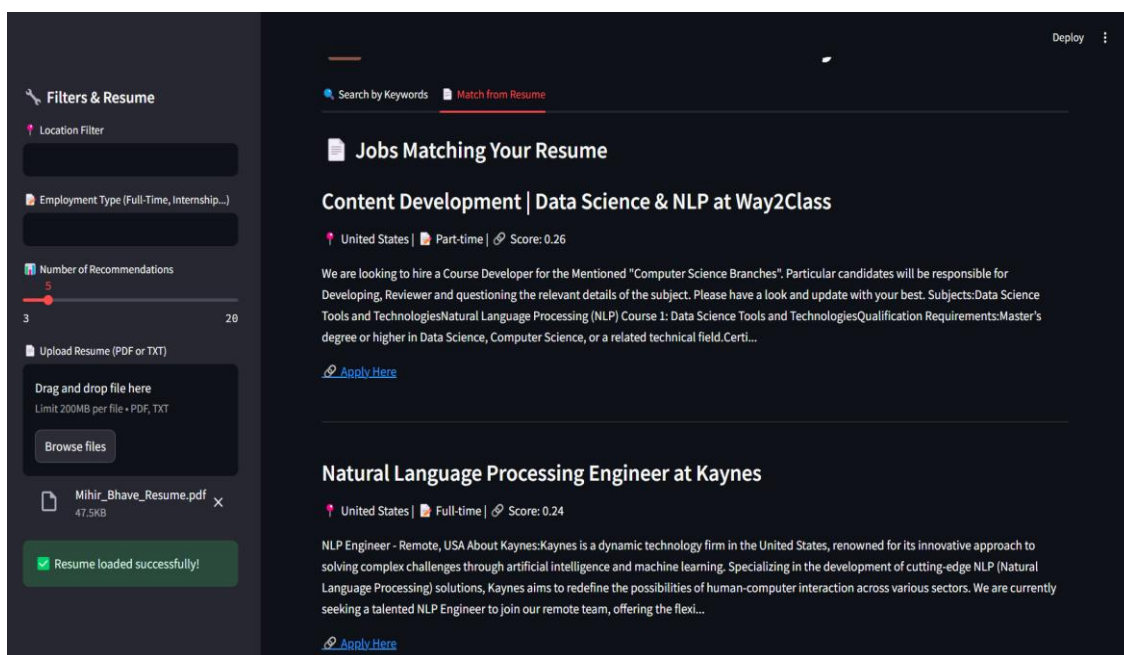 Deploy
🔧 Filters & Resume
📍 Location Filter
📝 Employment Type (Full-Time, Internship...)
📊 Number of Recommendations
5
3 20
📄 Upload Resume (PDF or TXT)
Drag and drop file here
Limit 200MB per file • PDF, TXT
Browse files
Mihir_Bhave_Resume.pdf
47.5KB
✅ Resume loaded successfully!
🔍 Search by Keywords 📄 Match from Resume
📄 Jobs Matching Your Resume
Content Development | Data Science & NLP at Way2Class
📍 United States | 📝 Part-time | 🔗 Score: 0.26
We are looking to hire a Course Developer for the Mentioned "Computer Science Branches". Particular candidates will be responsible for
Developing, Reviewer and questioning the relevant details of the subject. Please have a look and update with your best. Subjects:Data Science
Tools and TechnologiesNatural Language Processing (NLP) Course 1: Data Science Tools and TechnologiesQualification Requirements:Master's
degree or higher in Data Science, Computer Science, or a related technical field.Certi...
🔗 Apply Here
Natural Language Processing Engineer at Kaynes
📍 United States | 📝 Full-time | 🔗 Score: 0.24
NLP Engineer - Remote, USA About Kaynes:Kaynes is a dynamic technology firm in the United States, renowned for its innovative approach to
solving complex challenges through artificial intelligence and machine learning. Specializing in the development of cutting-edge NLP (Natural
Language Processing) solutions, Kaynes aims to redefine the possibilities of human-computer interaction across various sectors. We are currently
seeking a talented NLP Engineer to join our remote team, offering the flexi...
🔗 Apply Here